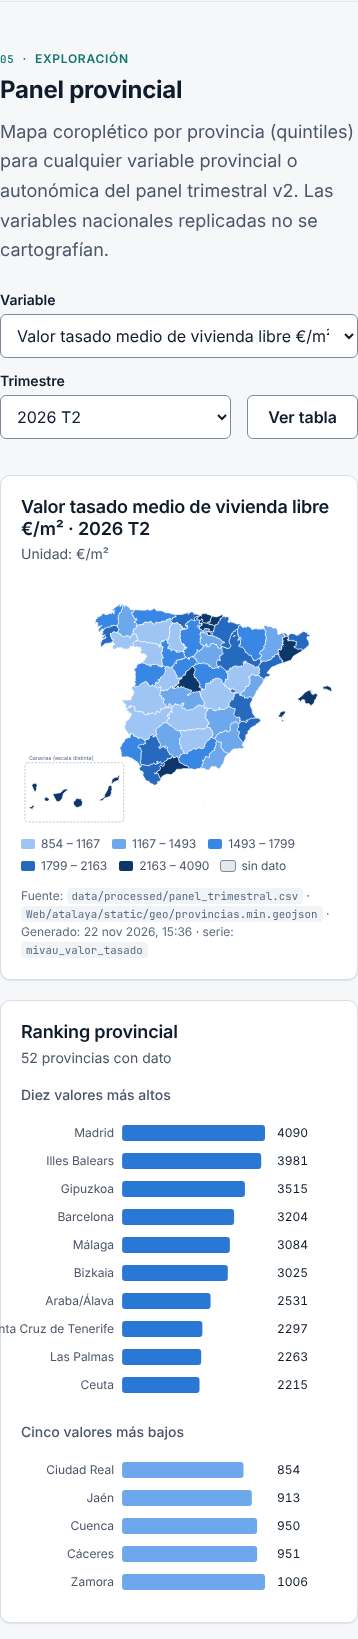 05 · EXPLORACIÓN
Panel provincial
Mapa coroplético por provincia (quintiles)
para cualquier variable provincial o
autonómica del panel trimestral v2. Las
variables nacionales replicadas no se
cartografían.
Variable
Valor tasado medio de vivienda libre €/m²
Trimestre
2026 T2
Ver tabla
Valor tasado medio de vivienda libre
€/m² · 2026 T2
Unidad: €/m²
Canarias (escala distinta)
854 – 1167 1167 – 1493 1493 – 1799
1799 – 2163 2163 – 4090 sin dato
Fuente: data/processed/panel_trimestral.csv ·
Web/atalaya/static/geo/provincias.min.geojson ·
Generado: 22 nov 2026, 15:36 · serie:
mivau_valor_tasado
Ranking provincial
52 provincias con dato
Diez valores más altos
Madrid 4090
Illes Balears 3981
Gipuzkoa 3515
Barcelona 3204
Málaga 3084
Bizkaia 3025
Araba/Álava 2531
nta Cruz de Tenerife 2297
Las Palmas 2263
Ceuta 2215
Cinco valores más bajos
Ciudad Real 854
Jaén 913
Cuenca 950
Cáceres 951
Zamora 1006